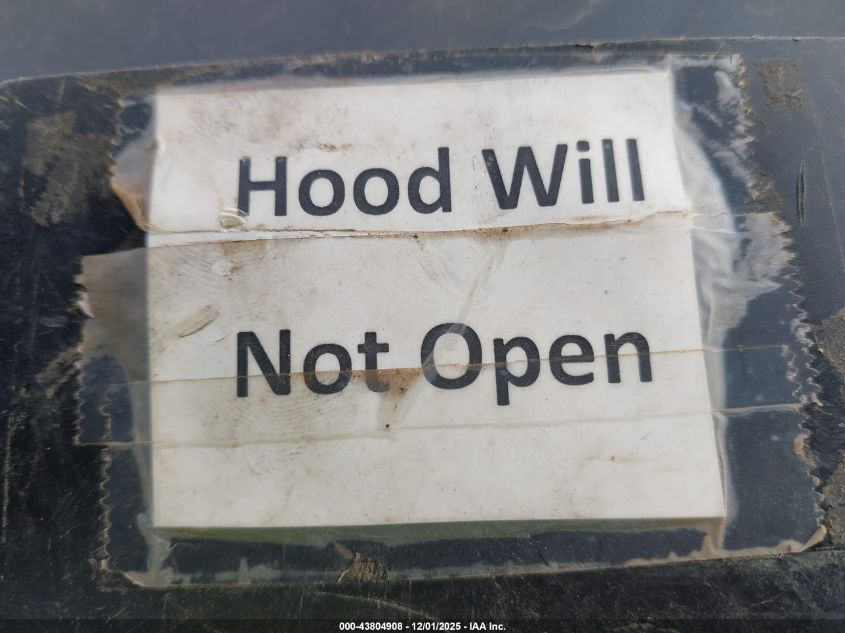 Hood Will
Not Open
000-43804908 - 12/01/2025 - IAA Inc.